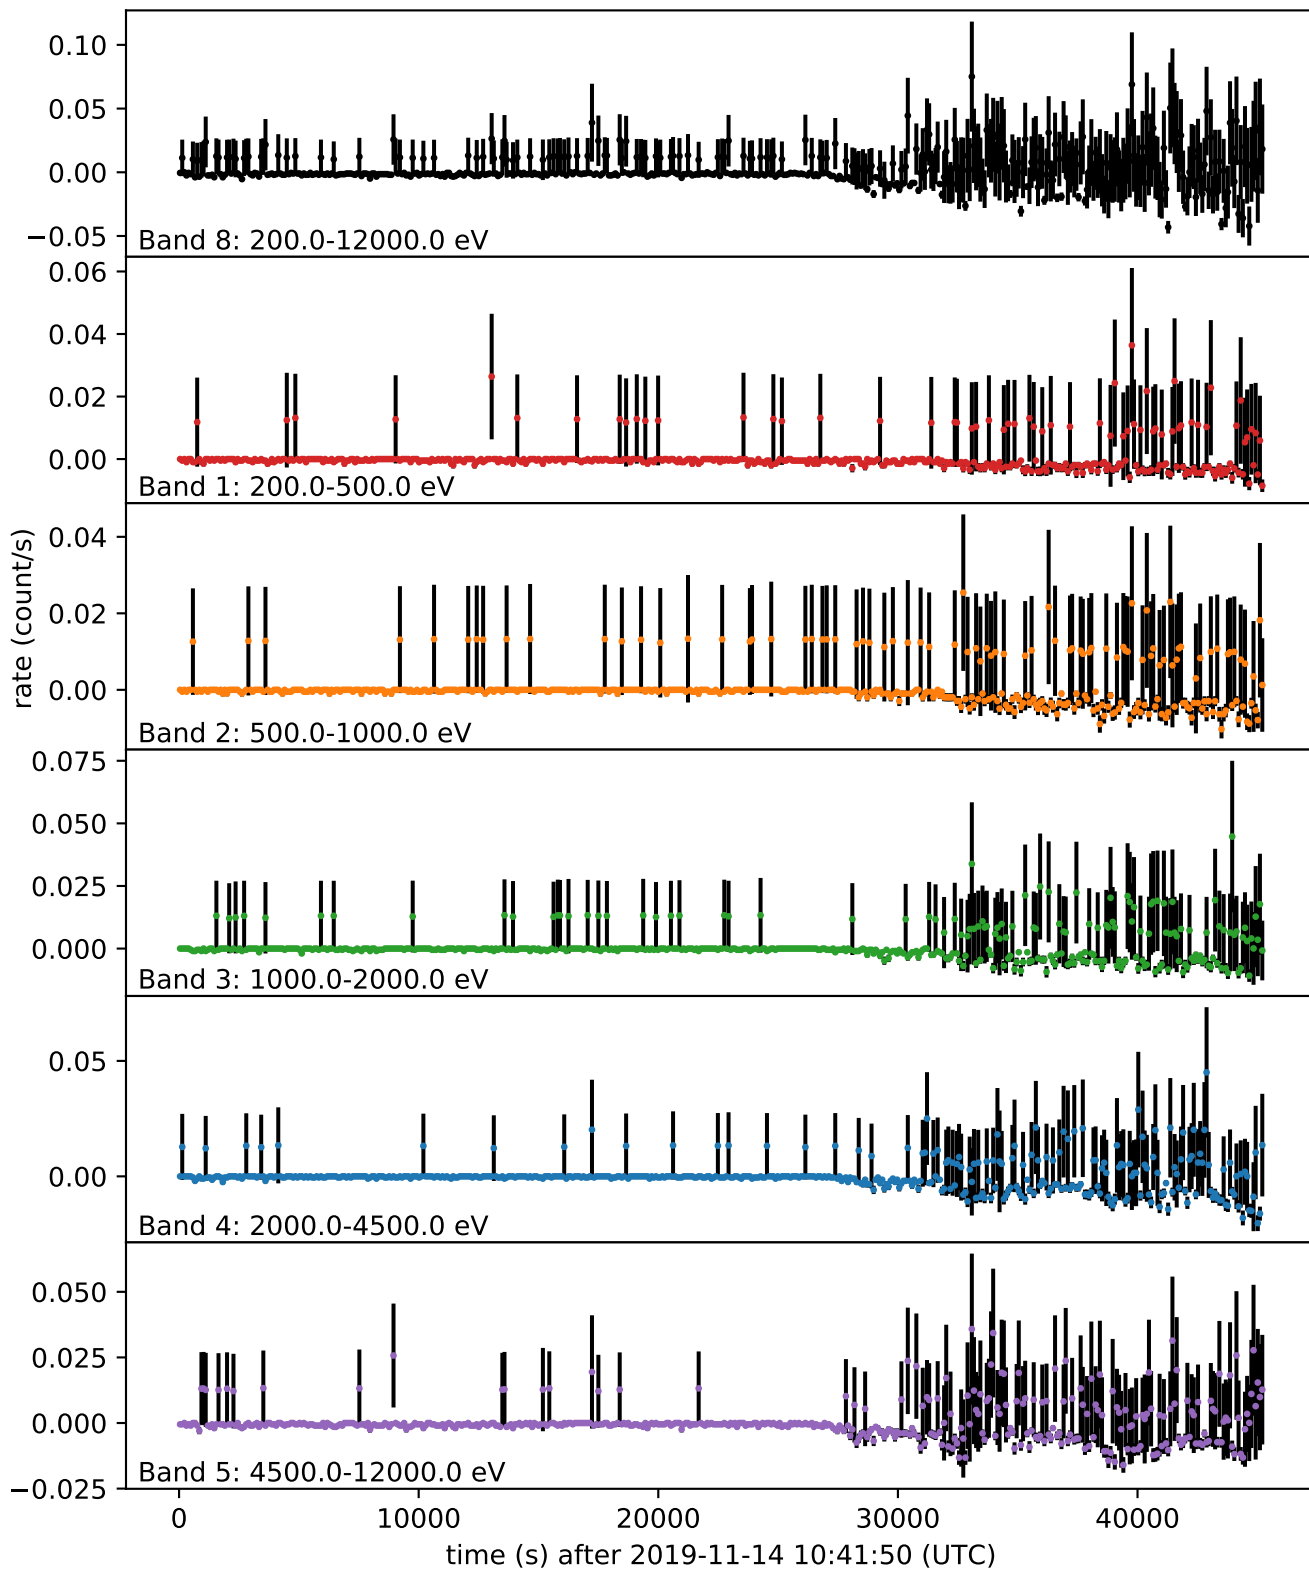 0.10
0.05
0.00
−0.05
Band 8: 200.0-12000.0 eV
0.06
0.04
0.02
0.00
Band 1: 200.0-500.0 eV
0.04
0.02
0.00
Band 2: 500.0-1000.0 eV
rate (count/s)
0.075
0.050
0.025
0.000
Band 3: 1000.0-2000.0 eV
0.05
0.00
Band 4: 2000.0-4500.0 eV
0.050
0.025
0.000
−0.025
Band 5: 4500.0-12000.0 eV
0 10000 20000 30000 40000
time (s) after 2019-11-14 10:41:50 (UTC)